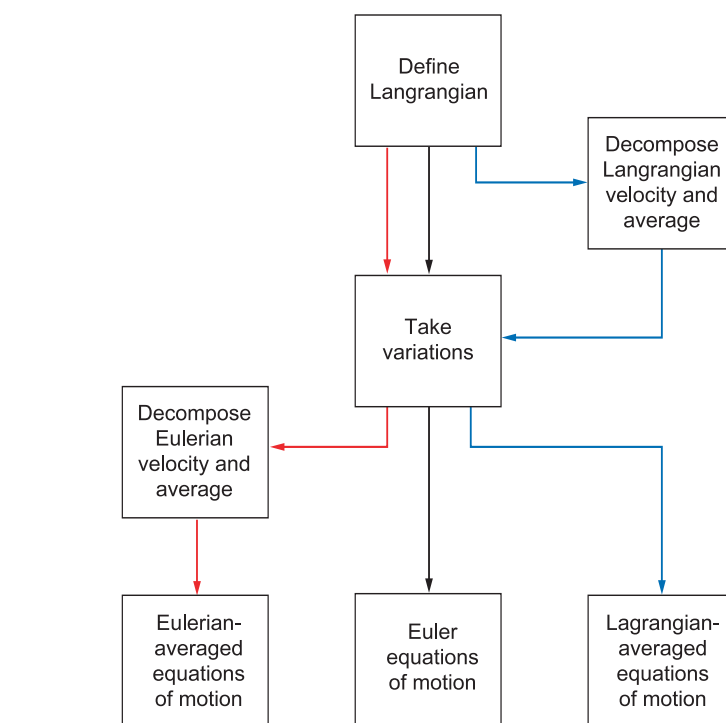 Define
Langrangian
Decompose
Langrangian
velocity and
average
Take
variations
Decompose
Eulerian
velocity and
average
Eulerian-
averaged
equations
of motion
Euler
equations
of motion
Lagrangian-
averaged
equations
of motion